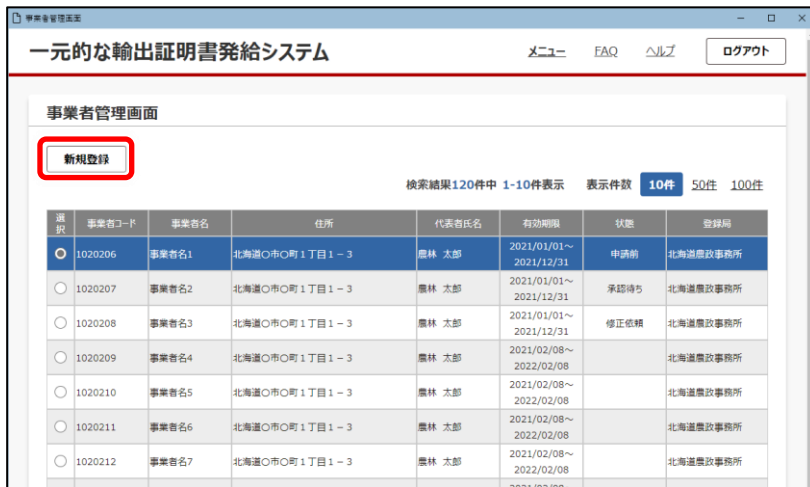 事業者管理画面
一元的な輸出証明書発給システム メニュー FAQ ヘルプ ログアウト
事業者管理画面
新規登録
検索結果120件中 1-10件表示 表示件数 10件 50件 100件
選択 事業者コード 事業者名 住所 代表者氏名 有効期限 状態 登録局
1020206 事業者名1 北海道○市○町1丁目1-3 農林 太郎 2021/01/01～2021/12/31 申請前 北海道農政事務所
1020207 事業者名2 北海道○市○町1丁目1-3 農林 太郎 2021/01/01～2021/12/31 承認待ち 北海道農政事務所
1020208 事業者名3 北海道○市○町1丁目1-3 農林 太郎 2021/01/01～2021/12/31 修正依頼 北海道農政事務所
1020209 事業者名4 北海道○市○町1丁目1-3 農林 太郎 2021/02/08～2022/02/08 北海道農政事務所
1020210 事業者名5 北海道○市○町1丁目1-3 農林 太郎 2021/02/08～2022/02/08 北海道農政事務所
1020211 事業者名6 北海道○市○町1丁目1-3 農林 太郎 2021/02/08～2022/02/08 北海道農政事務所
1020212 事業者名7 北海道○市○町1丁目1-3 農林 太郎 2021/02/08～2022/02/08 北海道農政事務所